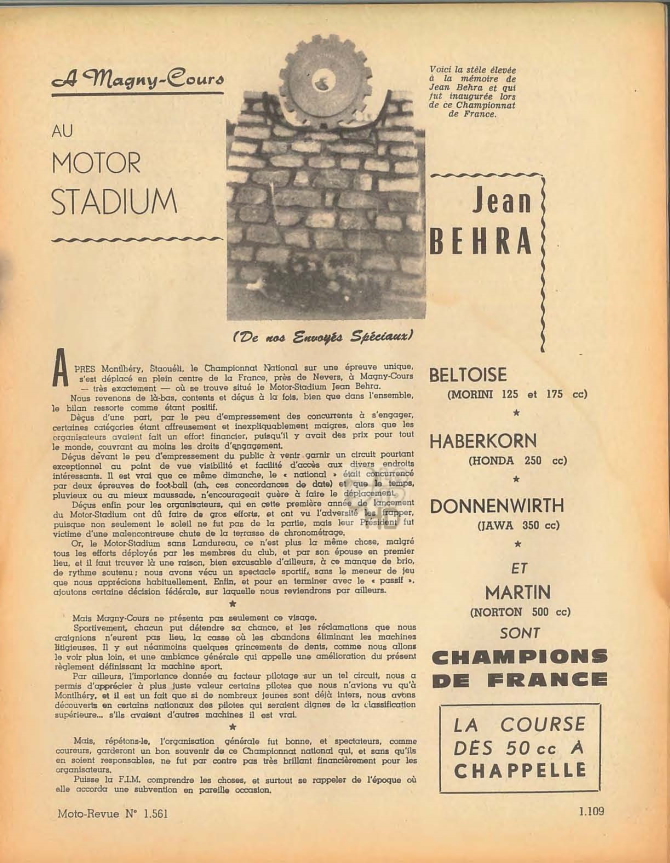 A Magny-Cours
AU
MOTOR
STADIUM
Voici la stèle élevée
à la mémoire de
Jean Behra et qui
fut inaugurée lors
de ce Championnat
de France.
Jean
BEHRA
(De nos Envoyés Spéciaux)
APRES Montlhéry, Staouéli, le Championnat National sur une épreuve unique,
s'est déplacé en plein centre de la France, près de Nevers, à Magny-Cours
— très exactement — où se trouve situé le Motor-Stadium Jean Behra.
Nous revenons de là-bas, contents et déçus à la fois, bien que dans l'ensemble,
le bilan ressorte comme étant positif.
Déçus d'une part, par le peu d'empressement des concurrents à s'engager,
certaines catégories étant affreusement et inexpliquablement maigres, alors que les
organisateurs avaient fait un effort financier, puisqu'il y avait des prix pour tout
le monde, couvrant au moins les droits d'engagement.
Déçus devant le peu d'empressement du public à venir garnir un circuit pourtant
exceptionnel au point de vue visibilité et facilité d'accès aux divers endroits
intéressants. Il est vrai que ce même dimanche, le « national » était concurrencé
par deux épreuves de foot-ball (ah, ces concordances de date) et que le temps,
pluvieux ou au mieux maussade, n'encourageait guère à faire le déplacement.
Déçus enfin pour les organisateurs, qui en cette première année de lancement
du Motor-Stadium ont dû faire de gros efforts, et ont vu l'adversité les frapper,
puisque non seulement le soleil ne fut pas de la partie, mais leur Président fut
victime d'une malencontreuse chute de la terrasse de chronométrage.
Or, le Motor-Stadium sans Landureau, ce n'est plus la même chose, malgré
tous les efforts déployés par les membres du club, et par son épouse en premier
lieu, et il faut trouver là une raison, bien excusable d'ailleurs, à ce manque de brio,
de rythme soutenu; nous avons vécu un spectacle sportif, sans le meneur de jeu
que nous apprécions habituellement. Enfin, et pour en terminer avec le « passif »,
ajoutons certaine décision fédérale, sur laquelle nous reviendrons par ailleurs.
★
Mais Magny-Cours ne présenta pas seulement ce visage.
Sportivement, chacun put défendre sa chance, et les réclamations que nous
craignions n'eurent pas lieu, la casse où les abandons éliminant les machines
litigieuses. Il y eut néanmoins quelques grincements de dents, comme nous allons
le voir plus loin, et une ambiance générale qui appelle une amélioration du présent
règlement définissant la machine sport.
Par ailleurs, l'importance donnée au facteur pilotage sur un tel circuit, nous a
permis d'apprécier à plus juste valeur certains pilotes que nous n'avions vu qu'à
Montlhéry, et il est un fait que si de nombreux jeunes sont déjà inters, nous avons
découverts en certains nationaux des pilotes qui seraient dignes de la classification
supérieure... s'ils avaient d'autres machines il est vrai.
★
Mais, répétons-le, l'organisation générale fut bonne, et spectateurs, comme
coureurs, garderont un bon souvenir de ce Championnat national qui, et sans qu'ils
en soient responsables, ne fut par contre pas très brillant financièrement pour les
organisateurs.
Puisse la F.I.M. comprendre les choses, et surtout se rappeler de l'époque où
elle accorda une subvention en pareille occasion.
BELTOISE
(MORINI 125 et 175 cc)
★
HABERKORN
(HONDA 250 cc)
★
DONNENWIRTH
(JAWA 350 cc)
★
ET
MARTIN
(NORTON 500 cc)
SONT
CHAMPIONS
DE FRANCE
LA COURSE
DES 50 cc A
CHAPPELLE
Moto-Revue N° 1.561
1.109